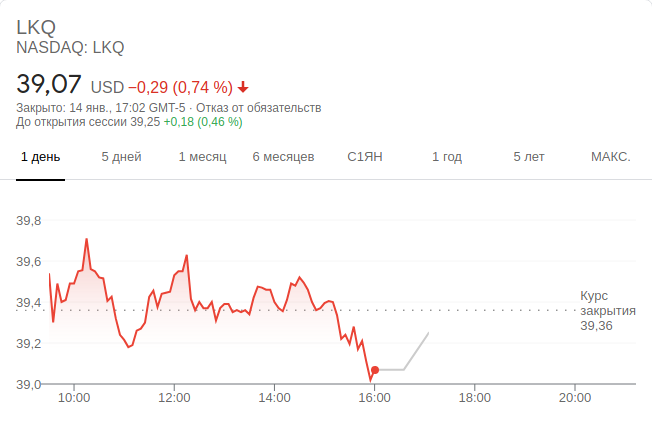 LKQ
NASDAQ: LKQ
39,07 USD −0,29 (0,74 %)
Закрыто: 14 янв., 17:02 GMT-5 · Отказ от обязательств
До открытия сессии 39,25 +0,18 (0,46 %)
1 день 5 дней 1 месяц 6 месяцев С1ЯН 1 год 5 лет МАКС.
39,8
39,6
39,4
39,2
39,0
Курс
закрытия
39,36
10:00 12:00 14:00 16:00 18:00 20:00